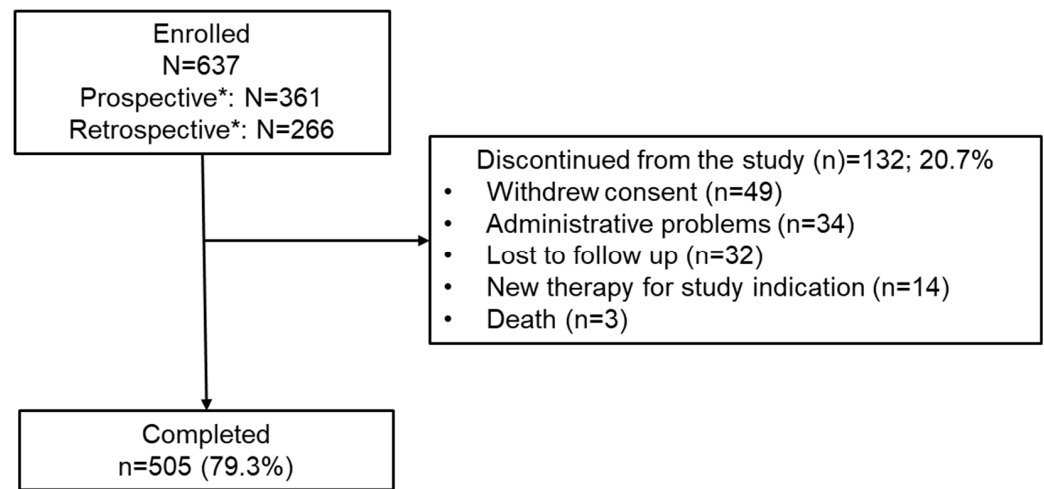 Enrolled
N=637
Prospective*: N=361
Retrospective*: N=266
Discontinued from the study (n)=132; 20.7%
• Withdrew consent (n=49)
• Administrative problems (n=34)
• Lost to follow up (n=32)
• New therapy for study indication (n=14)
• Death (n=3)
Completed
n=505 (79.3%)